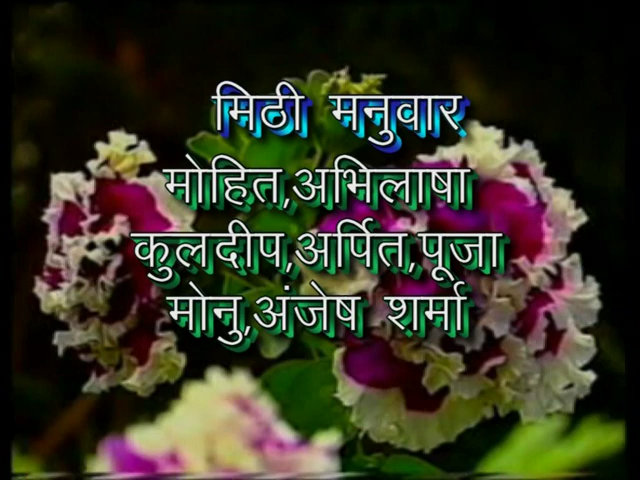 मिठी मनुवार
मोहित,अभिलाषा
कुलदीप,अर्पित,पूजा
मोनु,अंजेष शर्मा